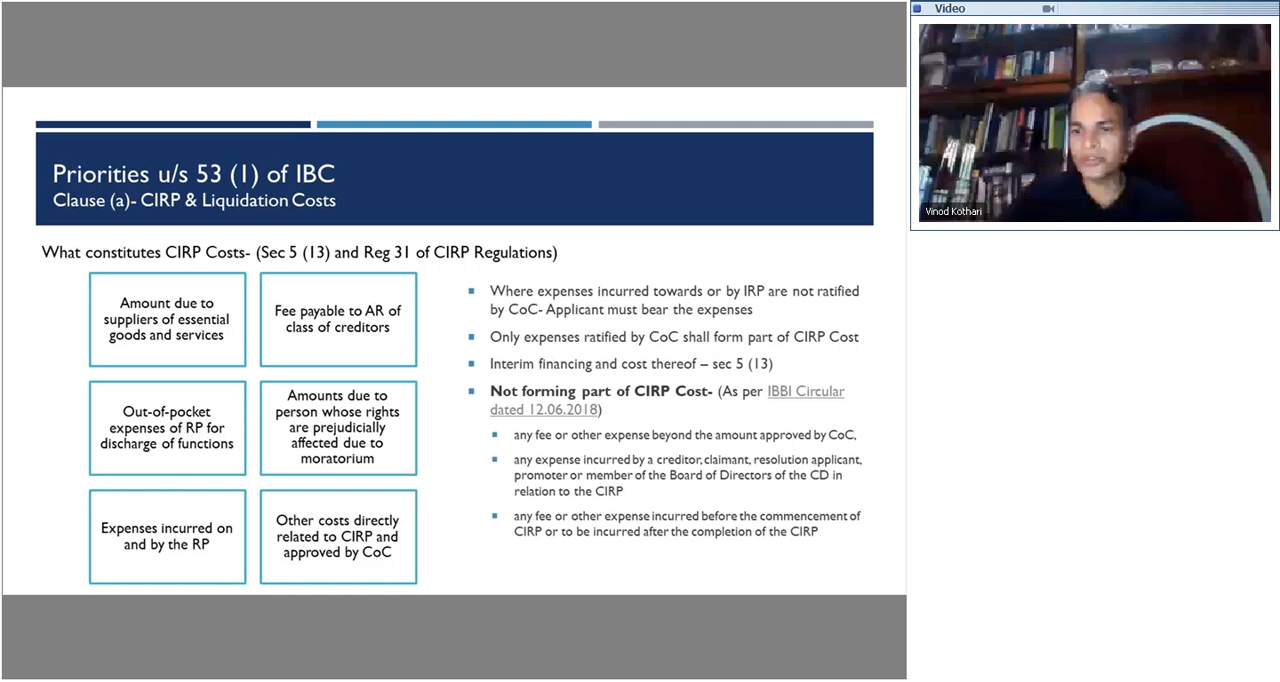 Video
Vinod Kothari
Priorities u/s 53 (1) of IBC
Clause (a)- CIRP & Liquidation Costs
What constitutes CIRP Costs- (Sec 5 (13) and Reg 31 of CIRP Regulations)
Amount due to
suppliers of essential
goods and services
Fee payable to AR of
class of creditors
Out-of-pocket
expenses of RP for
discharge of functions
Amounts due to
person whose rights
are prejudicially
affected due to
moratorium
Expenses incurred on
and by the RP
Other costs directly
related to CIRP and
approved by CoC
Where expenses incurred towards or by IRP are not ratified
by CoC- Applicant must bear the expenses
Only expenses ratified by CoC shall form part of CIRP Cost
Interim financing and cost thereof – sec 5 (13)
Not forming part of CIRP Cost- (As per IBBI Circular
dated 12.06.2018)
any fee or other expense beyond the amount approved by CoC,
any expense incurred by a creditor, claimant, resolution applicant,
promoter or member of the Board of Directors of the CD in
relation to the CIRP
any fee or other expense incurred before the commencement of
CIRP or to be incurred after the completion of the CIRP